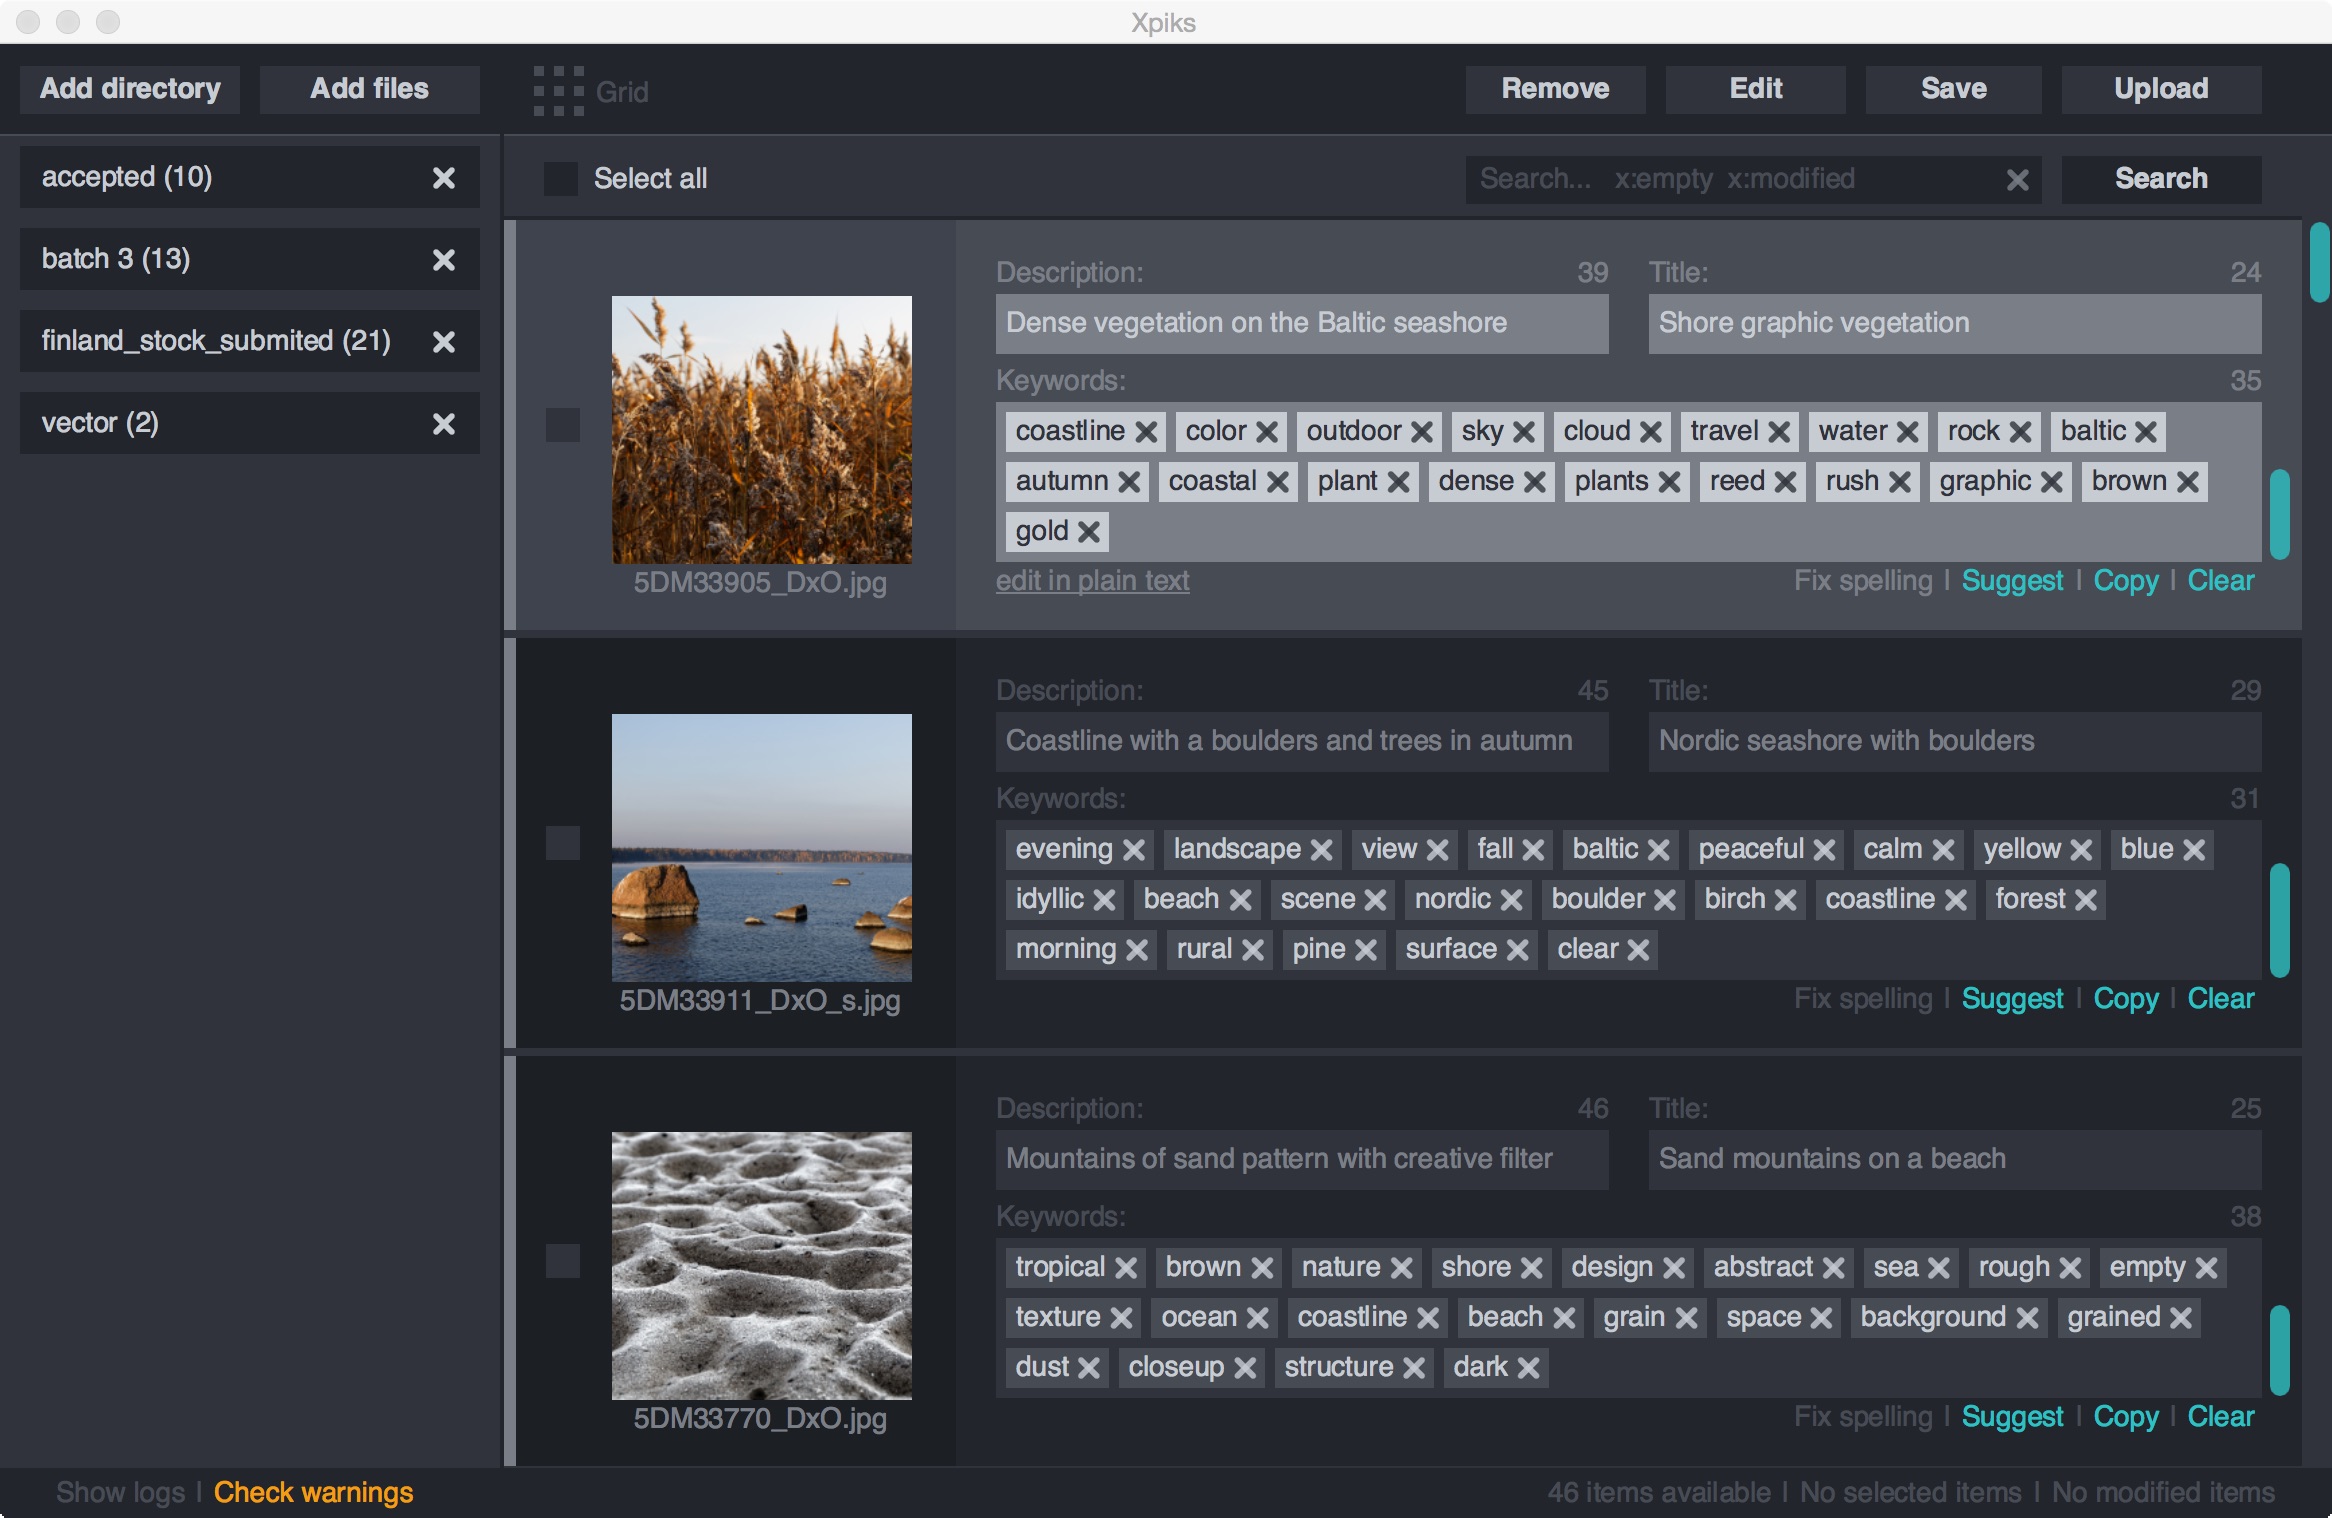 Xpiks
Add directory
Add files
Grid
Remove
Edit
Save
Upload
accepted (10)
batch 3 (13)
finland_stock_submited (21)
vector (2)
Select all
Search... x:empty x:modified
Search
5DM33905_DxO.jpg
Description: 39
Dense vegetation on the Baltic seashore
Title: 24
Shore graphic vegetation
Keywords: 35
coastline color outdoor sky cloud travel water rock baltic
autumn coastal plant dense plants reed rush graphic brown
gold
edit in plain text
Fix spelling | Suggest | Copy | Clear
5DM33911_DxO_s.jpg
Description: 45
Coastline with a boulders and trees in autumn
Title: 29
Nordic seashore with boulders
Keywords: 31
evening landscape view fall baltic peaceful calm yellow blue
idyllic beach scene nordic boulder birch coastline forest
morning rural pine surface clear
Fix spelling | Suggest | Copy | Clear
5DM33770_DxO.jpg
Description: 46
Mountains of sand pattern with creative filter
Title: 25
Sand mountains on a beach
Keywords: 38
tropical brown nature shore design abstract sea rough empty
texture ocean coastline beach grain space background grained
dust closeup structure dark
Fix spelling | Suggest | Copy | Clear
Show logs | Check warnings
46 items available | No selected items | No modified items